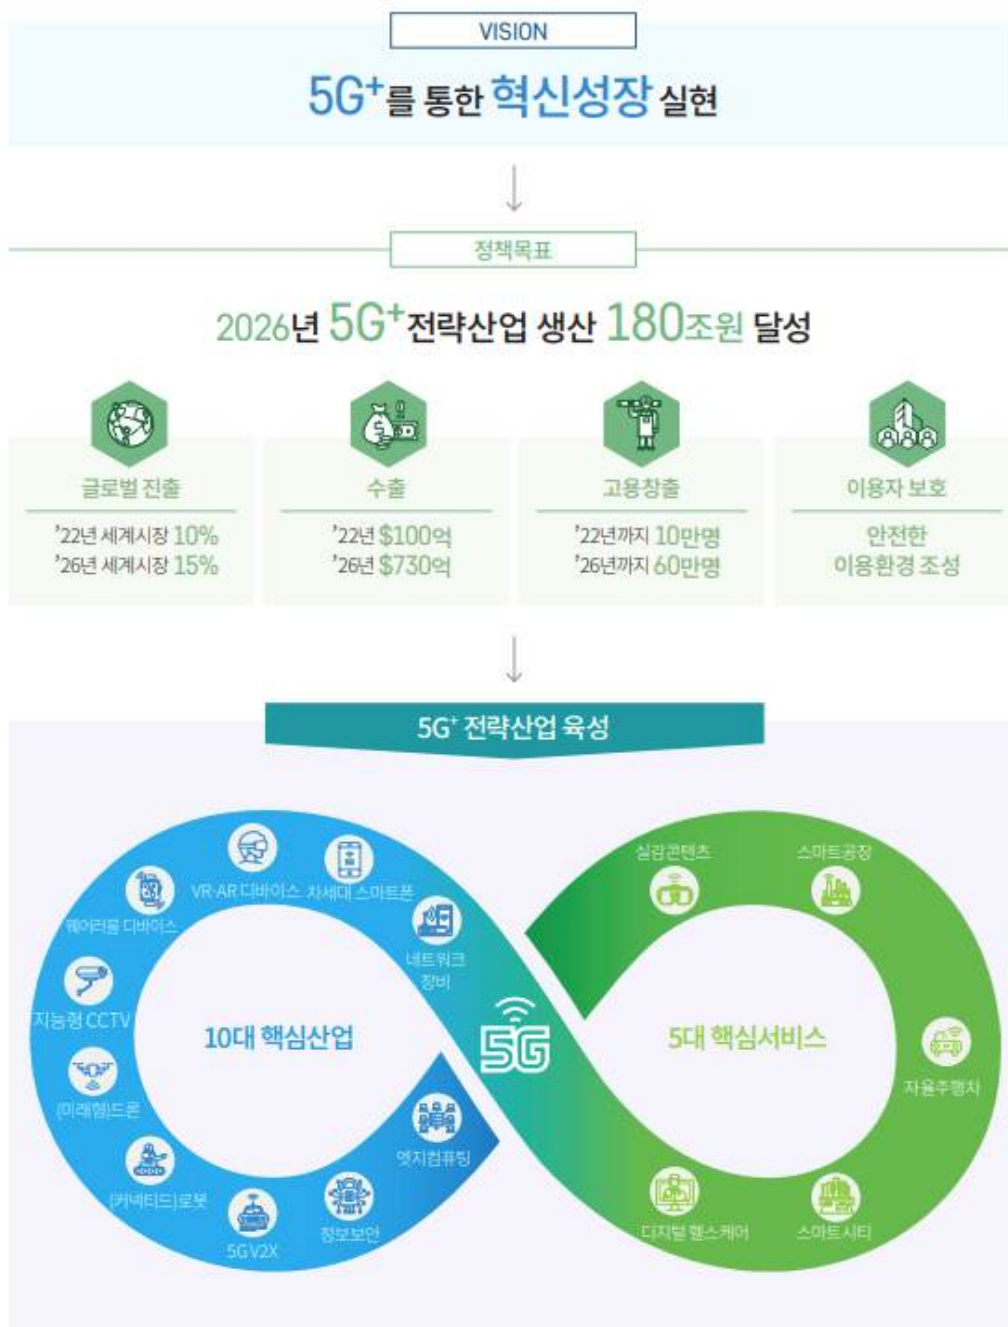 VISION
5G+를 통한 혁신성장 실현
정책목표
2026년 5G+전략산업 생산 180조원 달성
글로벌 진출
’22년 세계시장 10%
’26년 세계시장 15%
수출
’22년 $100억
’26년 $730억
고용창출
’22년까지 10만명
’26년까지 60만명
이용자 보호
안전한
이용환경 조성
5G+ 전략산업 육성
10대 핵심산업
네트워크
장비
차세대 스마트폰
VR·AR 디바이스
웨어러블 디바이스
지능형 CCTV
(미래형)드론
(커넥티드)로봇
5G V2X
정보보안
엣지컴퓨팅
5G
5대 핵심서비스
실감콘텐츠
스마트공장
자율주행차
스마트시티
디지털 헬스케어